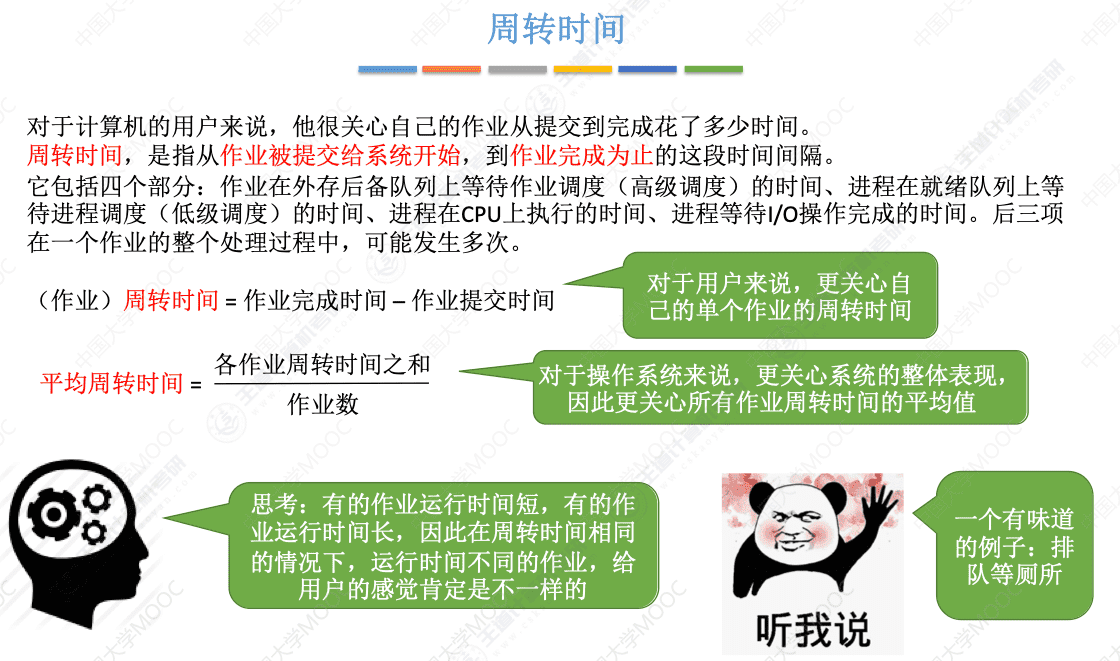 周转时间
对于计算机的用户来说，他很关心自己的作业从提交到完成花了多少时间。
周转时间，是指从作业被提交给系统开始，到作业完成为止的这段时间间隔。
它包括四个部分：作业在外存后备队列上等待作业调度（高级调度）的时间、进程在就绪队列上等
待进程调度（低级调度）的时间、进程在CPU上执行的时间、进程等待I/O操作完成的时间。后三项
在一个作业的整个处理过程中，可能发生多次。
（作业）周转时间 = 作业完成时间 – 作业提交时间
对于用户来说，更关心自
己的单个作业的周转时间
平均周转时间 =
各作业周转时间之和
作业数
对于操作系统来说，更关心系统的整体表现，
因此更关心所有作业周转时间的平均值
思考：有的作业运行时间短，有的作
业运行时间长，因此在周转时间相同
的情况下，运行时间不同的作业，给
用户的感觉肯定是不一样的
听我说
一个有味道
的例子：排
队等厕所
中国大学MOOC
王道计算机考研